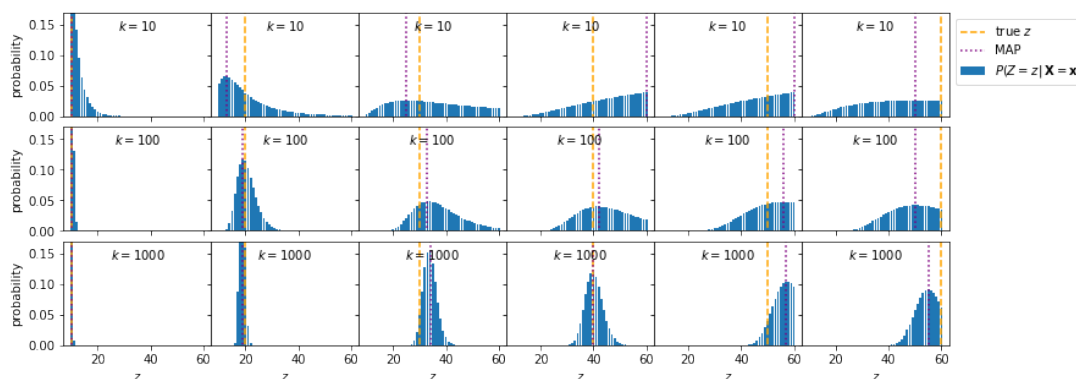 probability
0.15
0.10
0.05
0.00
k = 10
k = 10
k = 10
k = 10
k = 10
k = 10
true z
MAP
P(Z = z | X = x
probability
0.15
0.10
0.05
0.00
k = 100
k = 100
k = 100
k = 100
k = 100
k = 100
probability
0.15
0.10
0.05
0.00
k = 1000
k = 1000
k = 1000
k = 1000
k = 1000
k = 1000
20 40 60 20 40 60 20 40 60 20 40 60 20 40 60 20 40 60
z z z z z z